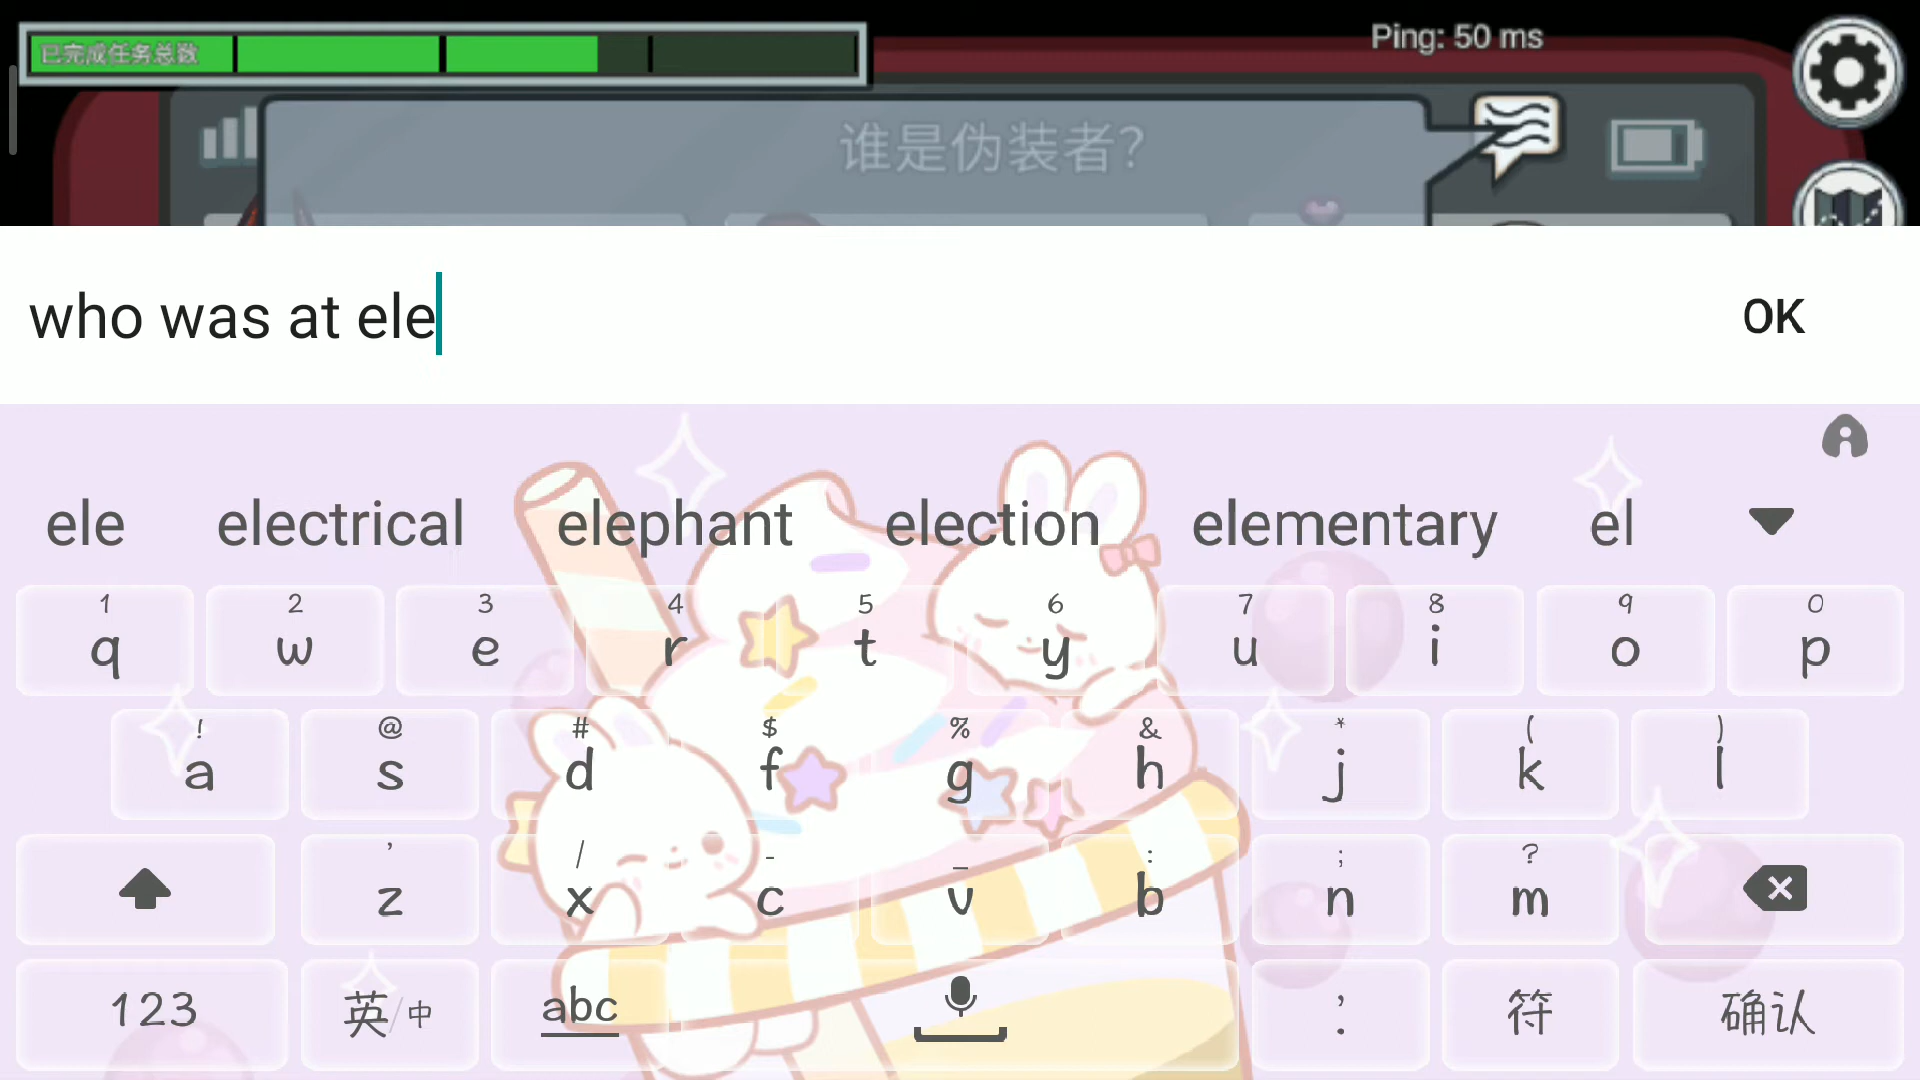 已完成任务总数
Ping: 50 ms
谁是伪装者?
who was at ele
OK
ele electrical elephant election elementary el
1 2 3 4 5 6 7 8 9 0
q w e r t y u i o p
! @ # $ % & * ( )
a s d f g h j k l
' / - _ : ; ?
z x c v b n m
123 英/中 abc , . 符 确认